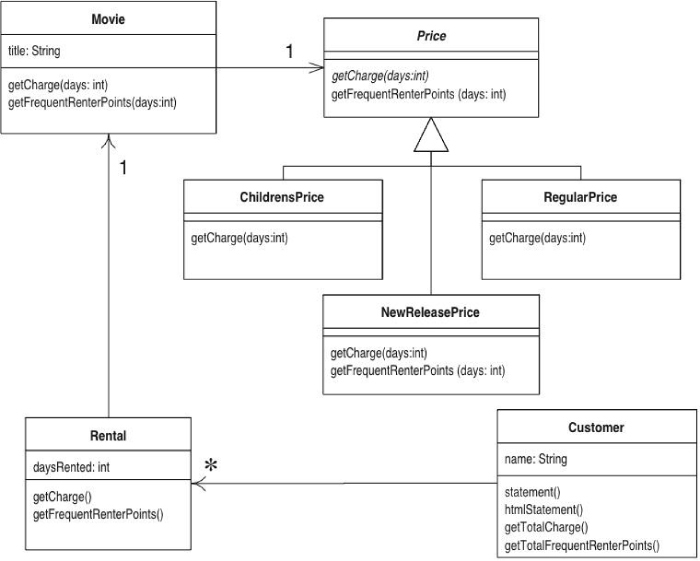 Movie
title: String
getCharge(days: int)
getFrequentRenterPoints(days:int)
1
Price
getCharge(days:int)
getFrequentRenterPoints (days: int)
1
ChildrensPrice
getCharge(days:int)
RegularPrice
getCharge(days:int)
NewReleasePrice
getCharge(days:int)
getFrequentRenterPoints (days: int)
Rental
daysRented: int
getCharge()
getFrequentRenterPoints()
*
Customer
name: String
statement()
htmlStatement()
getTotalCharge()
getTotalFrequentRenterPoints()